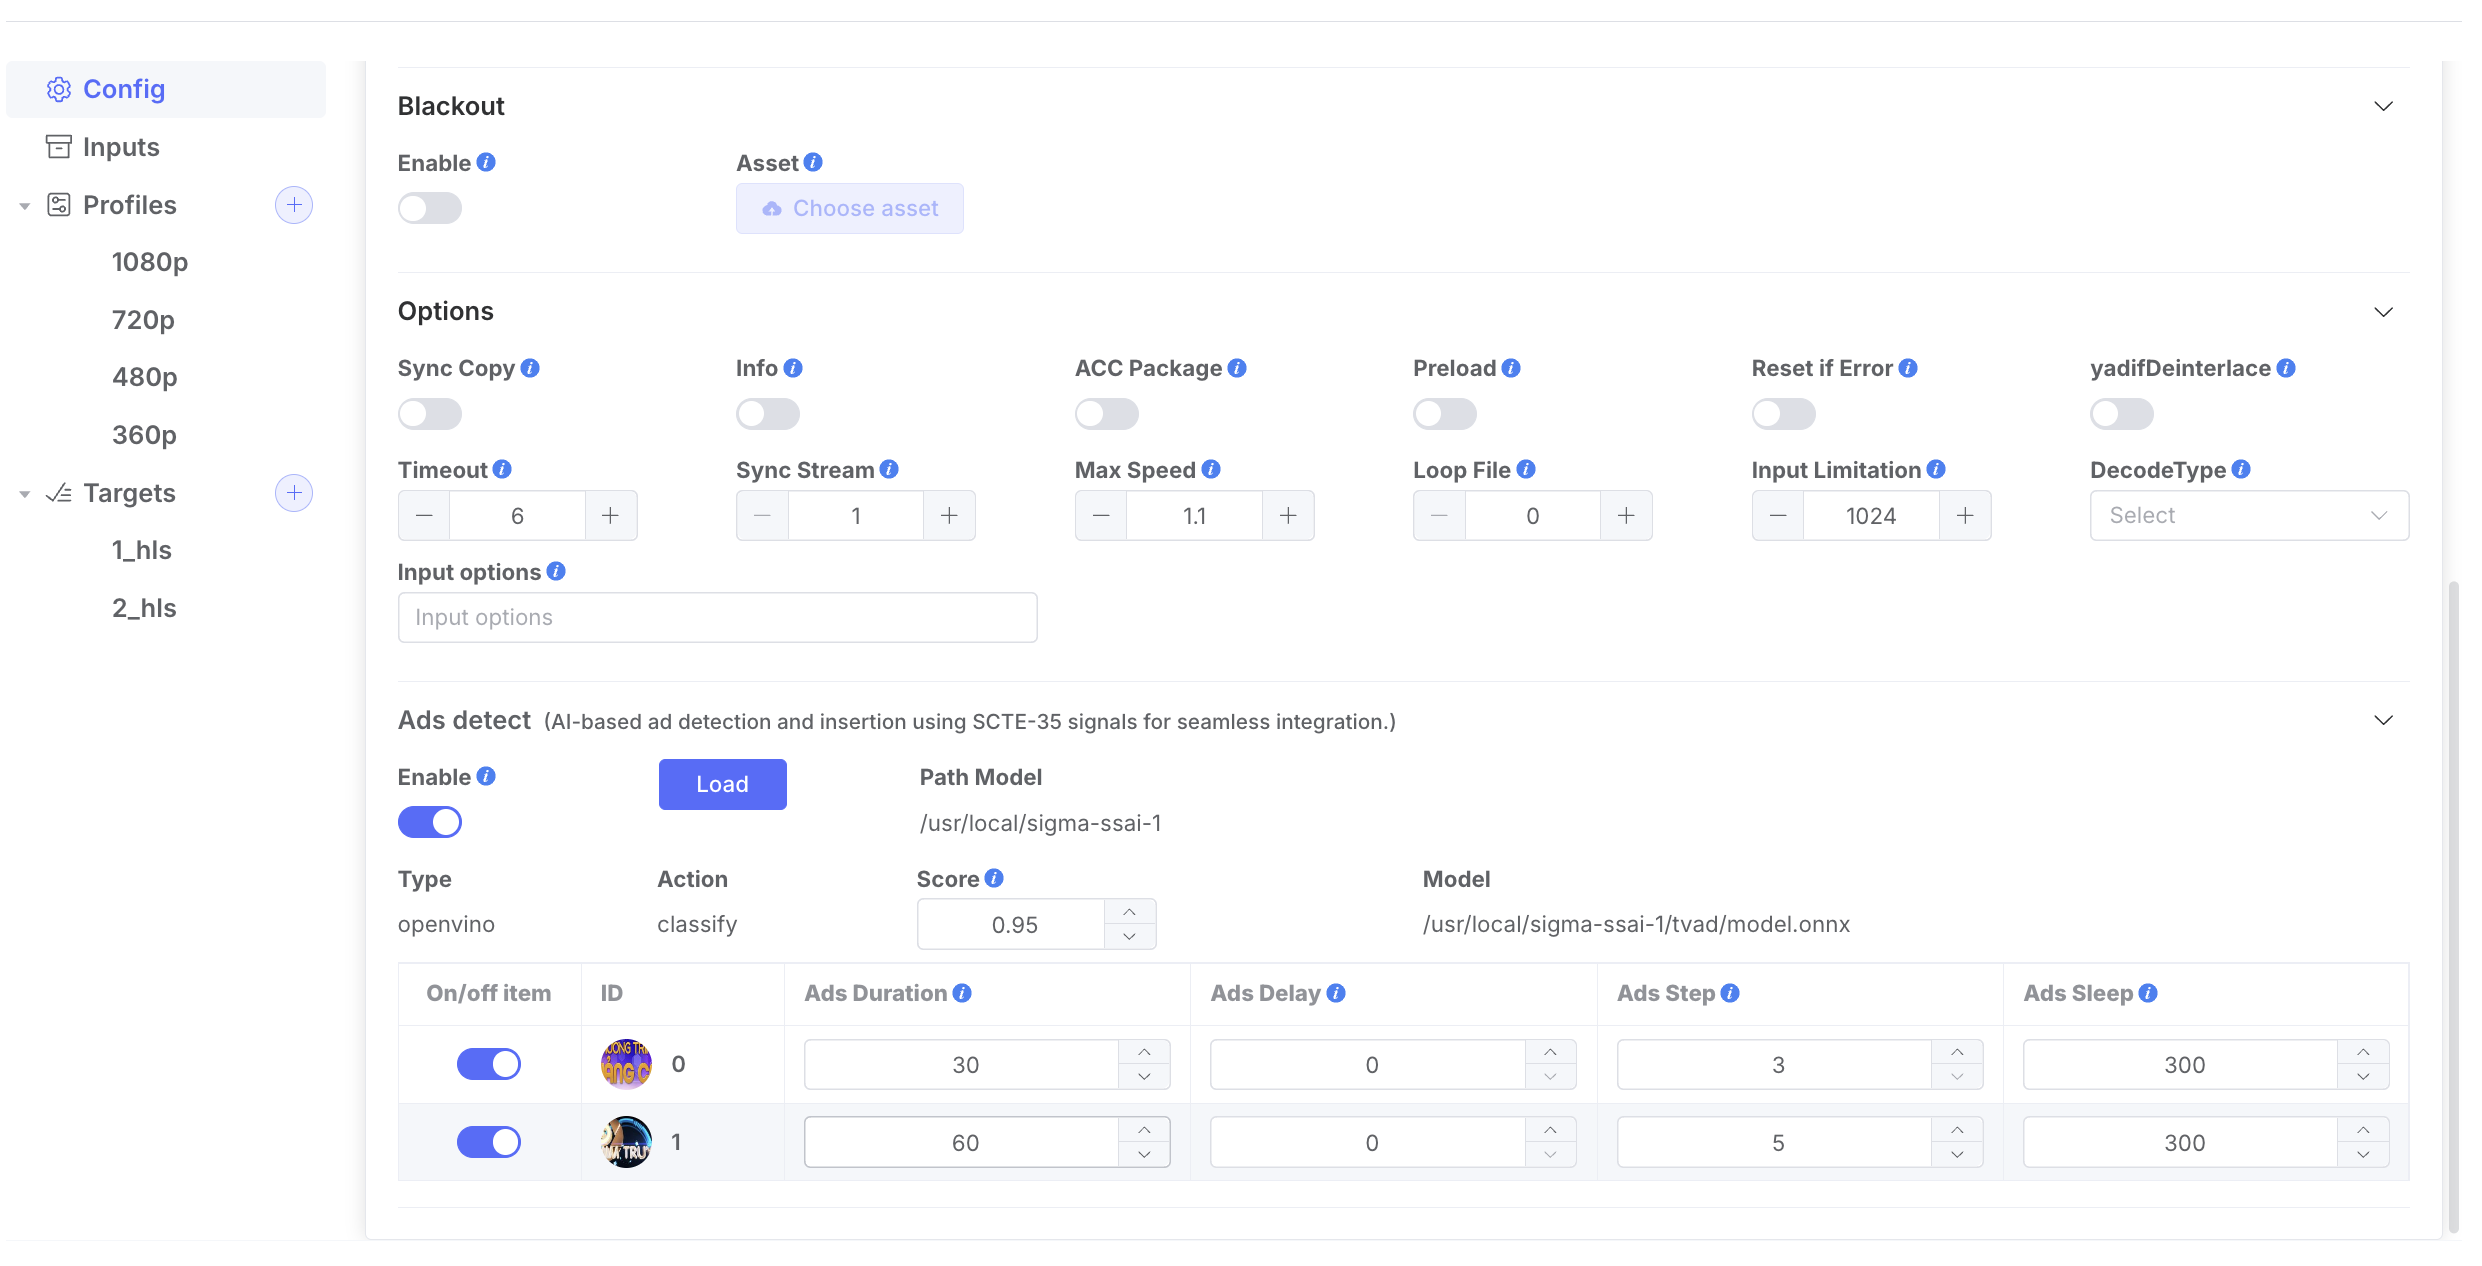 Config
Inputs
Profiles
1080p
720p
480p
360p
Targets
1_hls
2_hls
Blackout
Enable
Asset
Choose asset
Options
Sync Copy
Info
ACC Package
Preload
Reset if Error
yadifDeinterlace
Timeout
Sync Stream
Max Speed
Loop File
Input Limitation
DecodeType
6
1
1.1
0
1024
Select
Input options
Input options
Ads detect (AI-based ad detection and insertion using SCTE-35 signals for seamless integration.)
Enable
Load
Path Model
/usr/local/sigma-ssai-1
Type
Action
Score
Model
openvino
classify
0.95
/usr/local/sigma-ssai-1/tvad/model.onnx
On/off item
ID
Ads Duration
Ads Delay
Ads Step
Ads Sleep
0
30
0
3
300
1
60
0
5
300